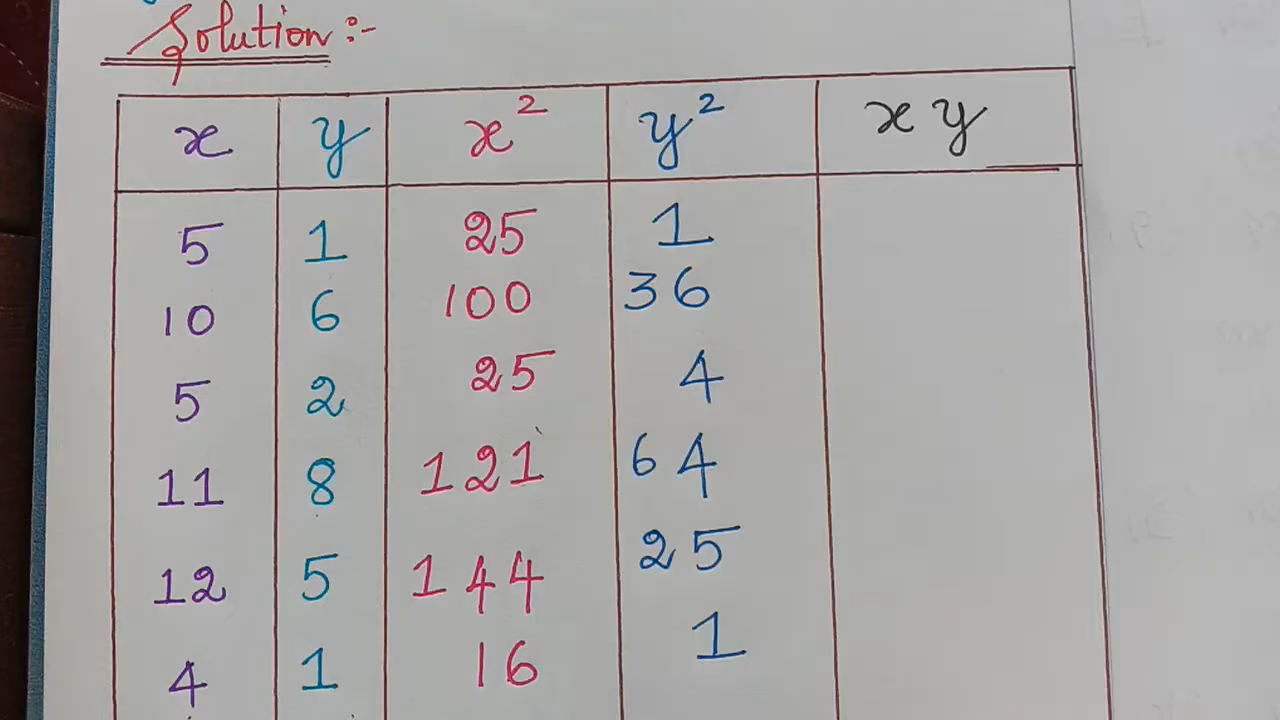 Solution :-
x y x² y² xy
5 1 25 1
10 6 100 36
5 2 25 4
11 8 121 64
12 5 144 25
4 1 16 1